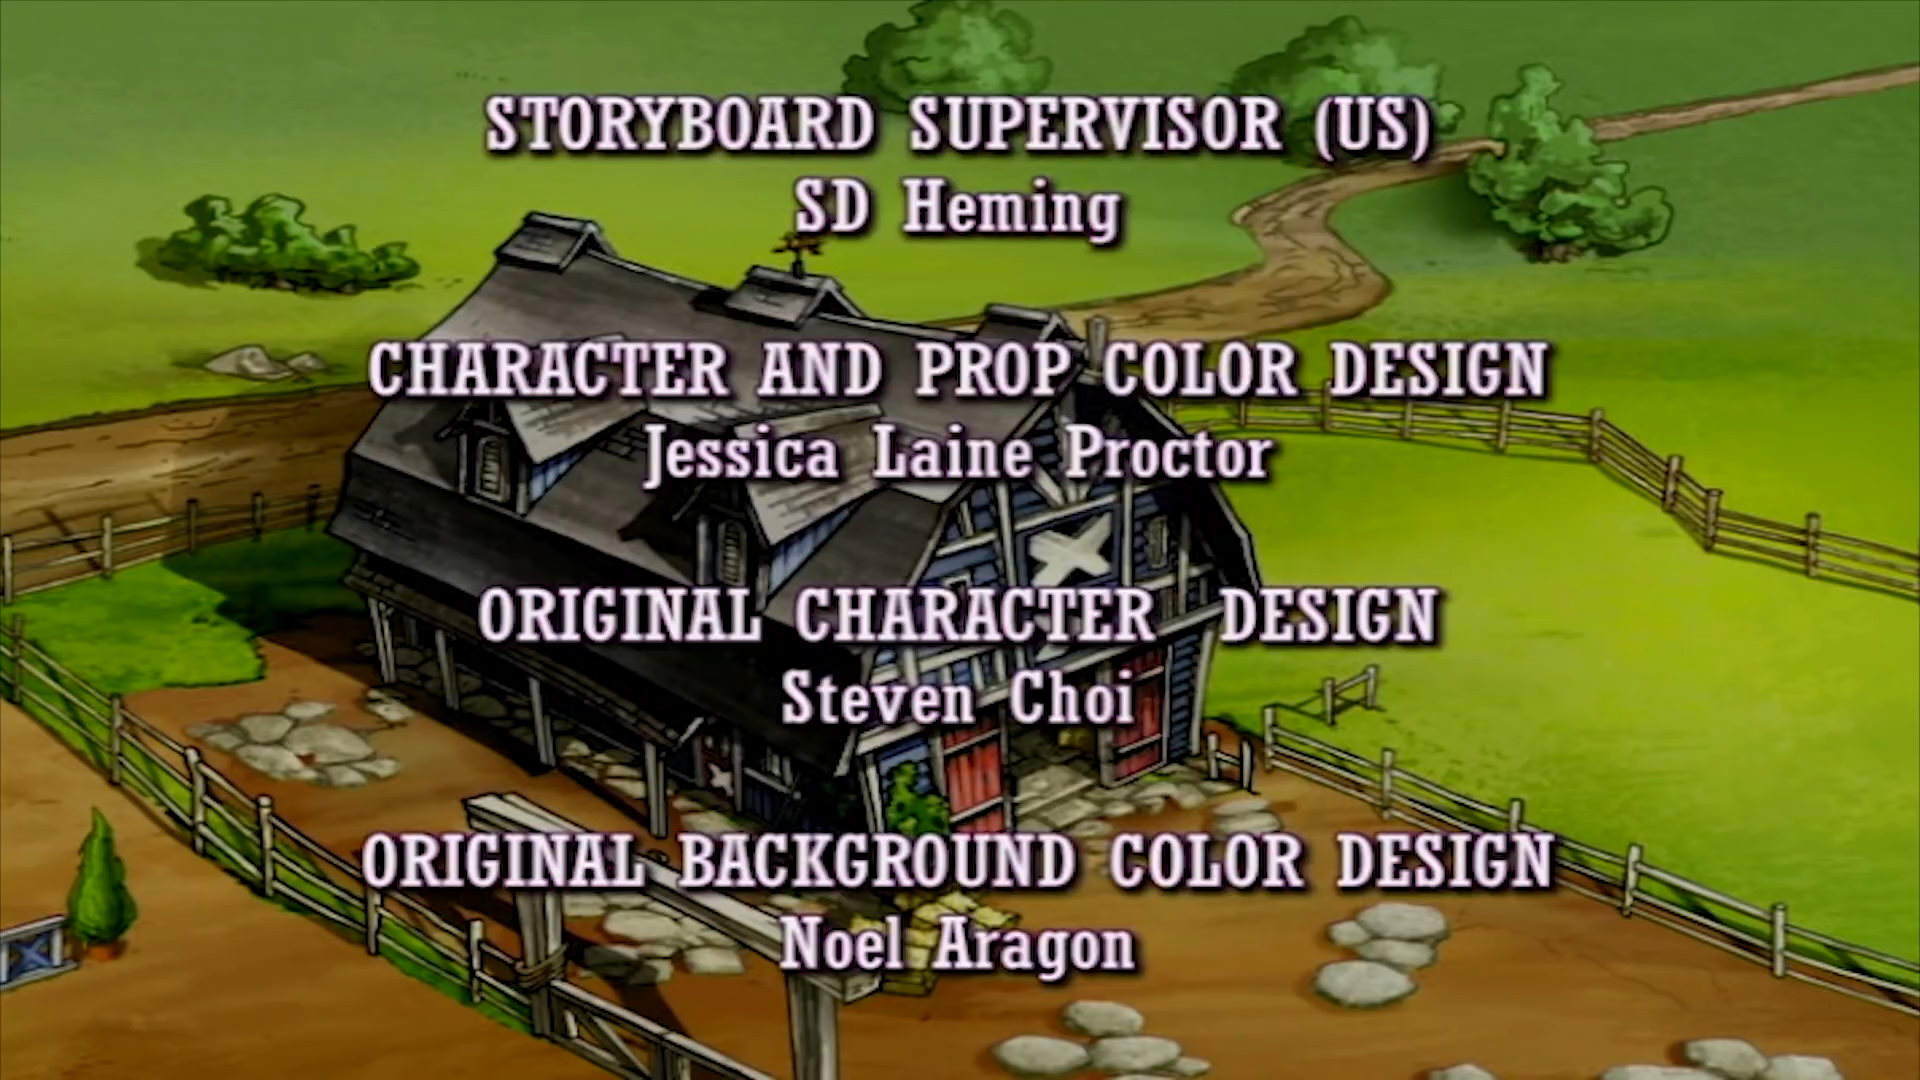 STORYBOARD SUPERVISOR (US)
SD Heming
CHARACTER AND PROP COLOR DESIGN
Jessica Laine Proctor
ORIGINAL CHARACTER DESIGN
Steven Choi
ORIGINAL BACKGROUND COLOR DESIGN
Noel Aragon